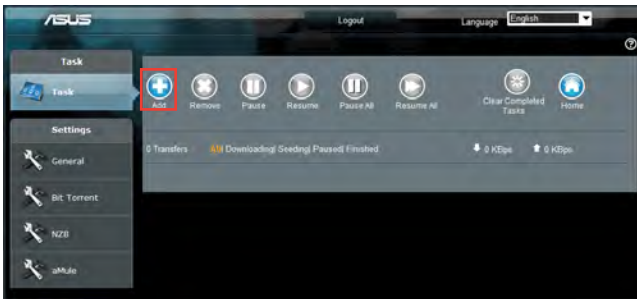 ASUS
Logout
Language English
?
Task
Task
Add Remove Pause Resume Pause All Resume All Clear Completed Tasks Home
0 Transfers All Downloading Seeding Paused Finished 0 KBps 0 KBps
Settings
General
Bit Torrent
NZB
aMule